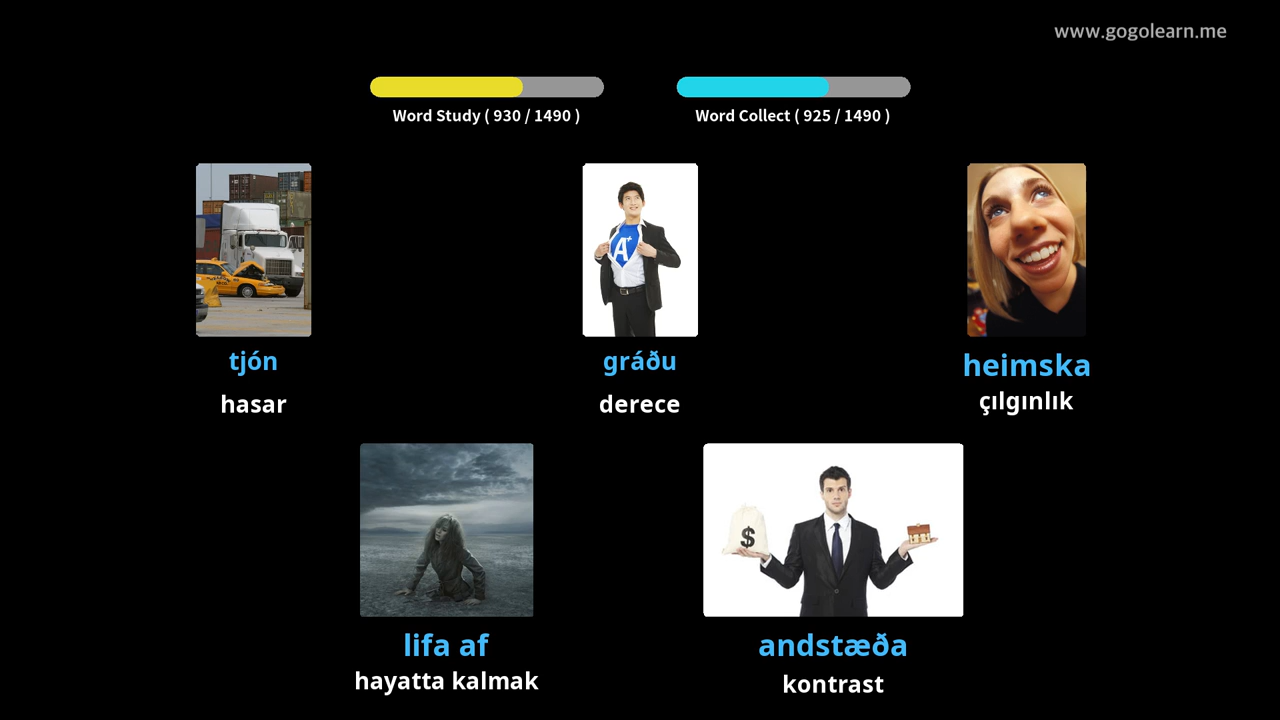 www.gogolearn.me
Word Study ( 930 / 1490 )
Word Collect ( 925 / 1490 )
A+
tjón
hasar
gráðu
derece
heimska
çılgınlık
$
lifa af
hayatta kalmak
andstæða
kontrast